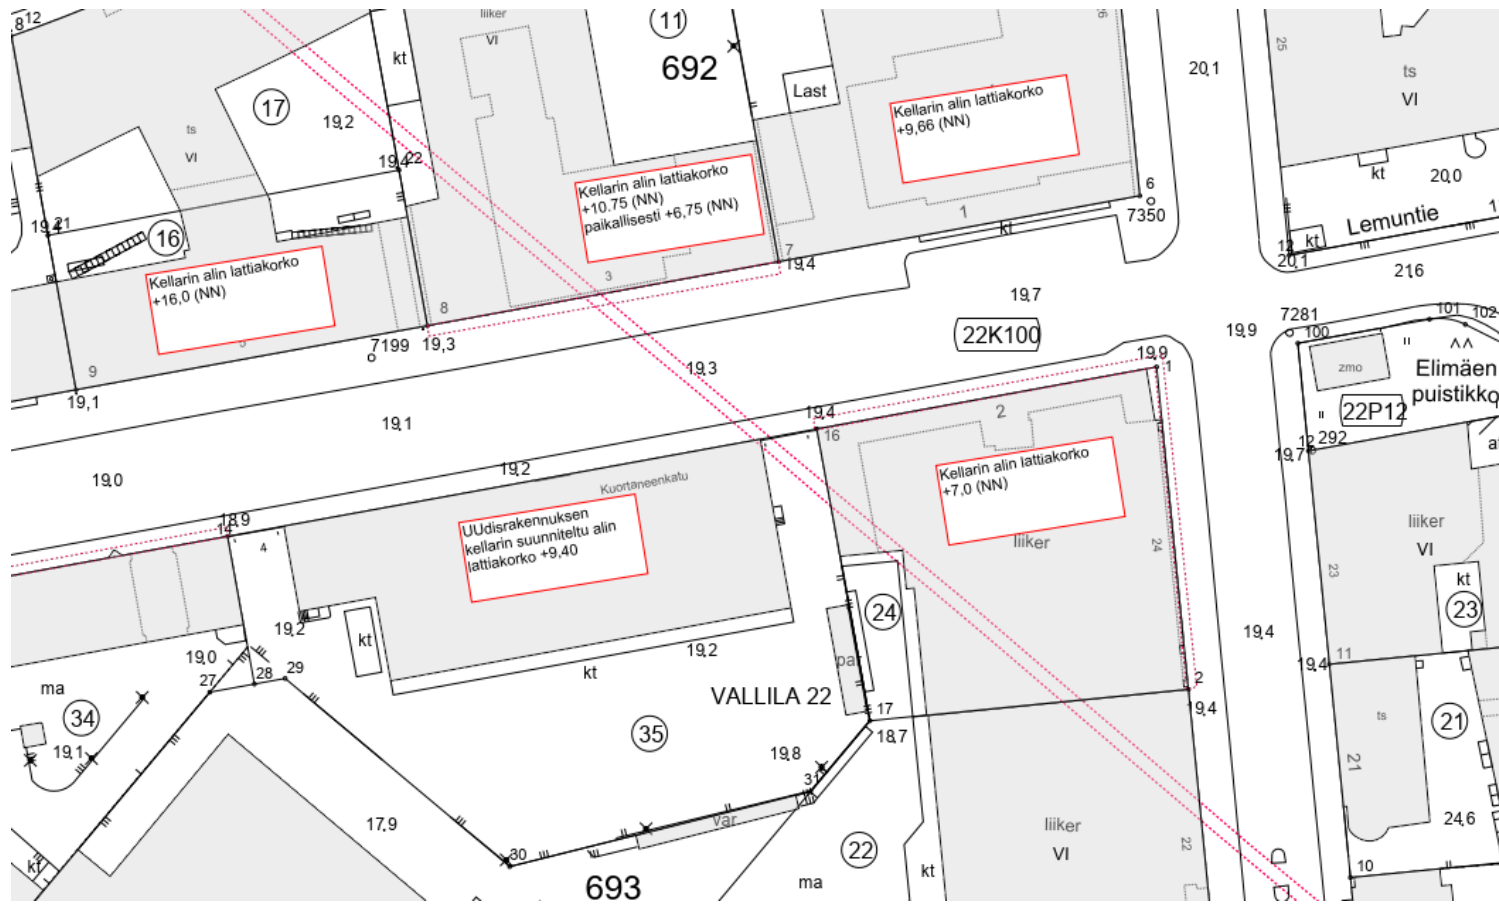 8 12
liiker
VI
11
692
26
25
20,1
ts
VI
kt
Last
17
19,2
ts
VI
19,4 22
Kellarin alin lattiakorko
+9,66 (NN)
Kellarin alin lattiakorko
+10.75 (NN)
paikallisesti +6,75 (NN)
kt
20,0
6
7350
1
kt
Lemuntie
1
12
kt
20,1
21,6
19,4
21
16
Kellarin alin lattiakorko
+16,0 (NN)
3
7
19,4
8
19,3
7199
5
9
19,1
19,7
22K100
19,9
7281
100
101
102
zmo
Elimäen
puistikko
22P12
19,3
19,9
1
19,4
16
2
19,1
19,0
19,2
Kuortaneenkatu
Kellarin alin lattiakorko
+7,0 (NN)
liiker
24
12
292
19,7
liiker
VI
23
kt
23
18,9
14
4
UUdisrakennuksen
kellarin suunniteltu alin
lattiakorko +9,40
19,2
kt
19,0
27
28
29
kt
19,2
24
par
VALLILA 22
17
18,7
2
19,4
19,4
19,4
11
ts
21
21
ma
34
19,1
35
19,8
31
var
17,9
30
693
22
ma
kt
liiker
VI
22
24,6
10
kt